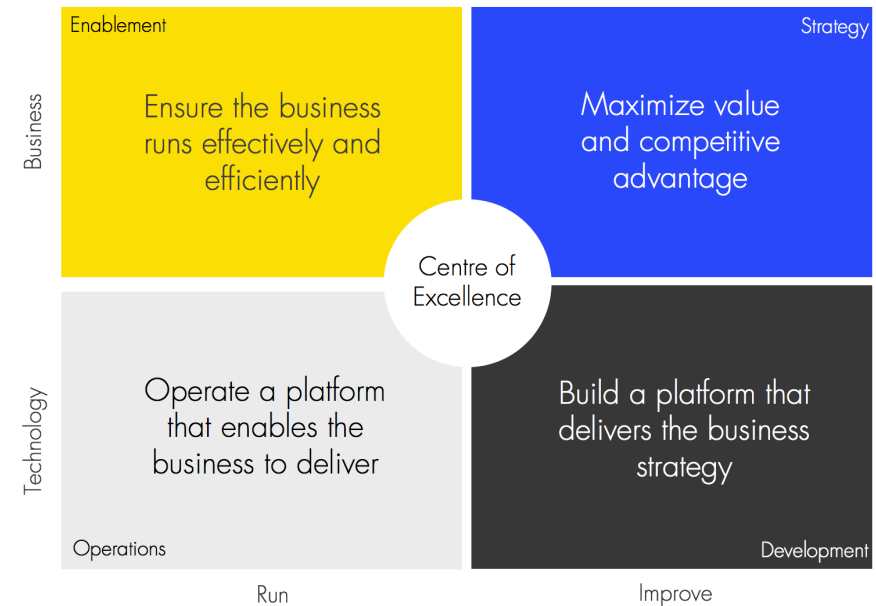 Enablement
Strategy
Business
Ensure the business
runs effectively and
efficiently
Maximize value
and competitive
advantage
Centre of
Excellence
Technology
Operate a platform
that enables the
business to deliver
Build a platform that
delivers the business
strategy
Operations
Development
Run
Improve